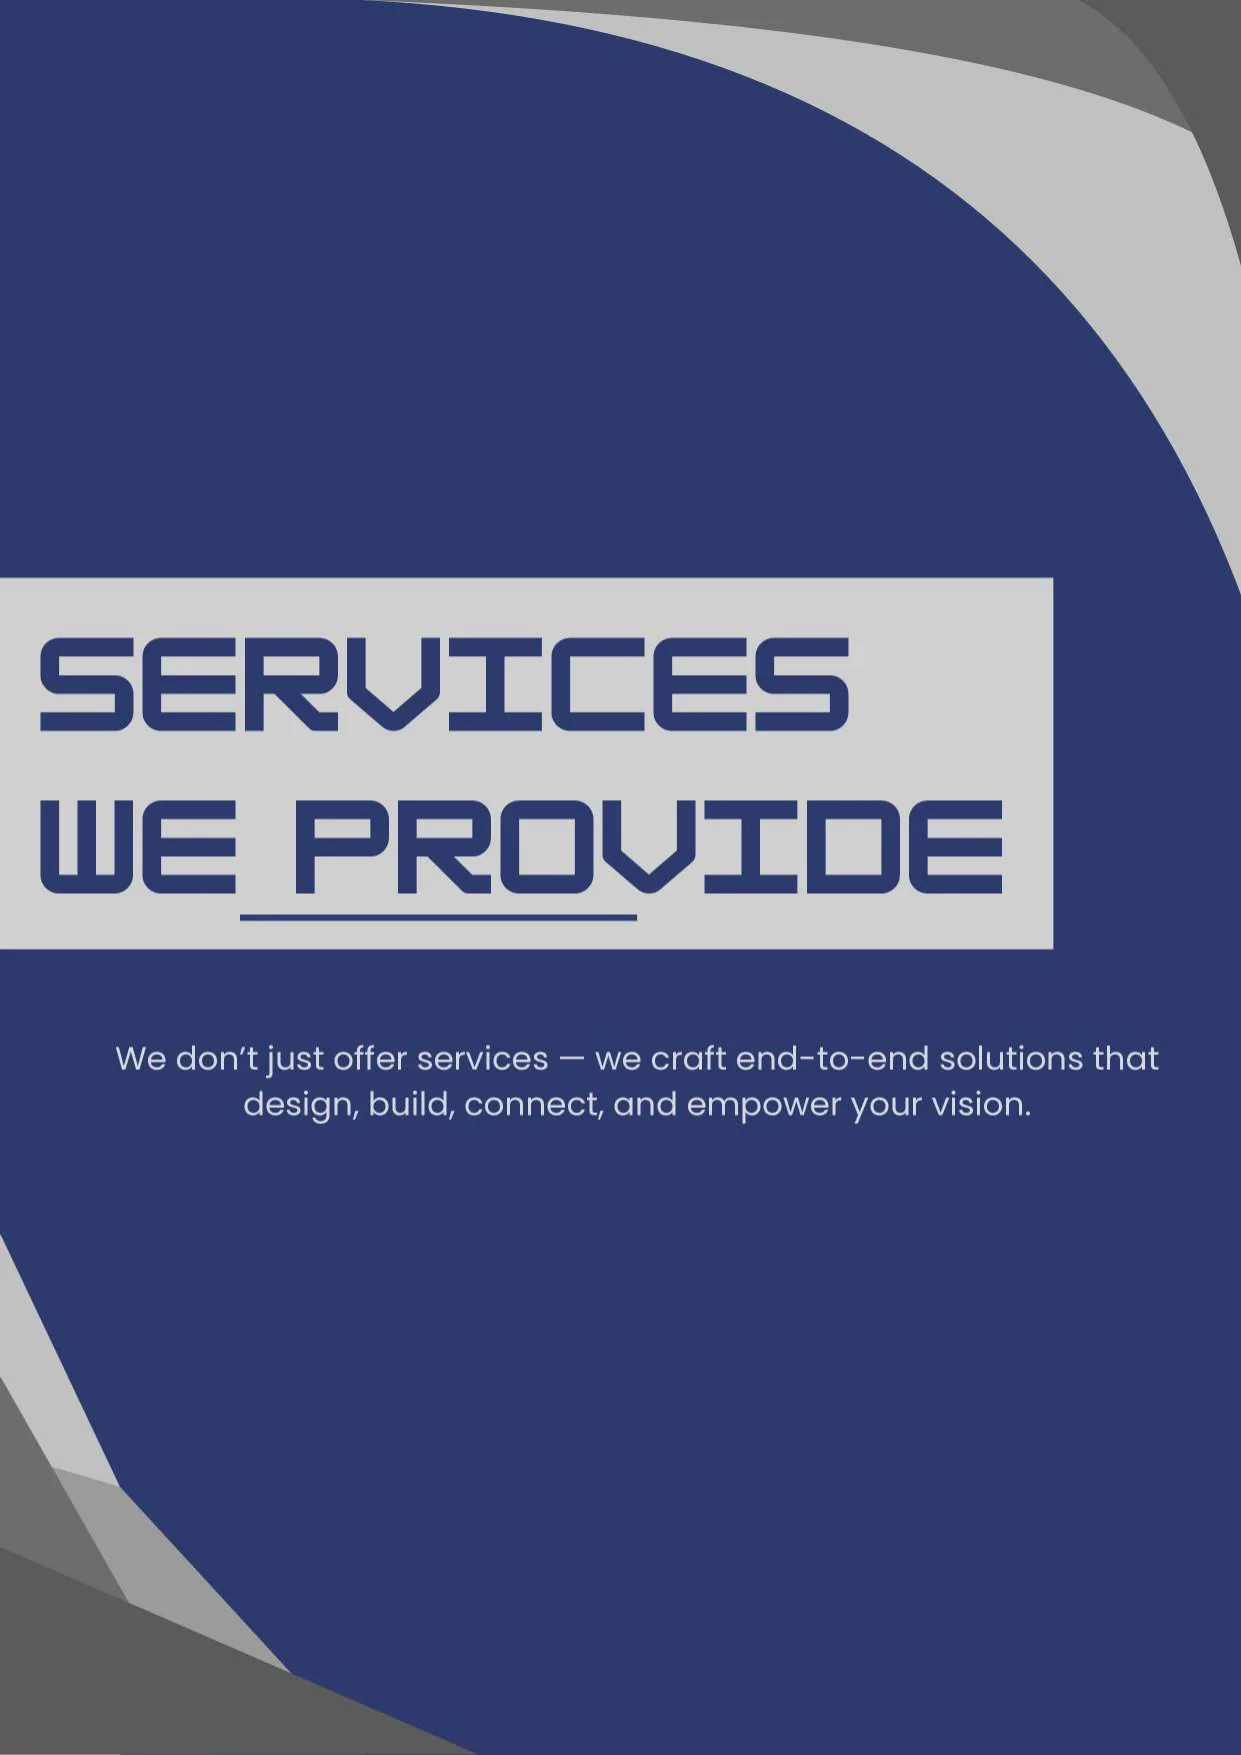 SERVICES
WE PROVIDE
We don’t just offer services — we craft end-to-end solutions that
design, build, connect, and empower your vision.